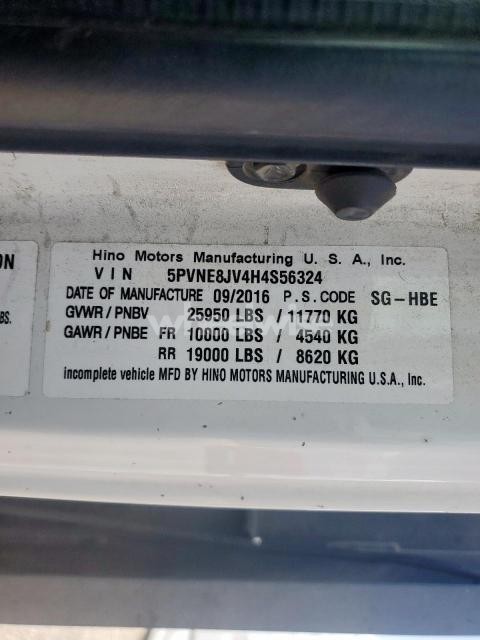 ON
BS.
Hino Motors Manufacturing U. S. A., Inc.
V I N 5PVNE8JV4H4S56324
DATE OF MANUFACTURE 09/2016 P.S.CODE SG-HBE
GVWR / PNBV 25950 LBS / 11770 KG
GAWR / PNBE FR 10000 LBS / 4540 KG
RR 19000 LBS / 8620 KG
incomplete vehicle MFD BY HINO MOTORS MANUFACTURING U.S.A., Inc.